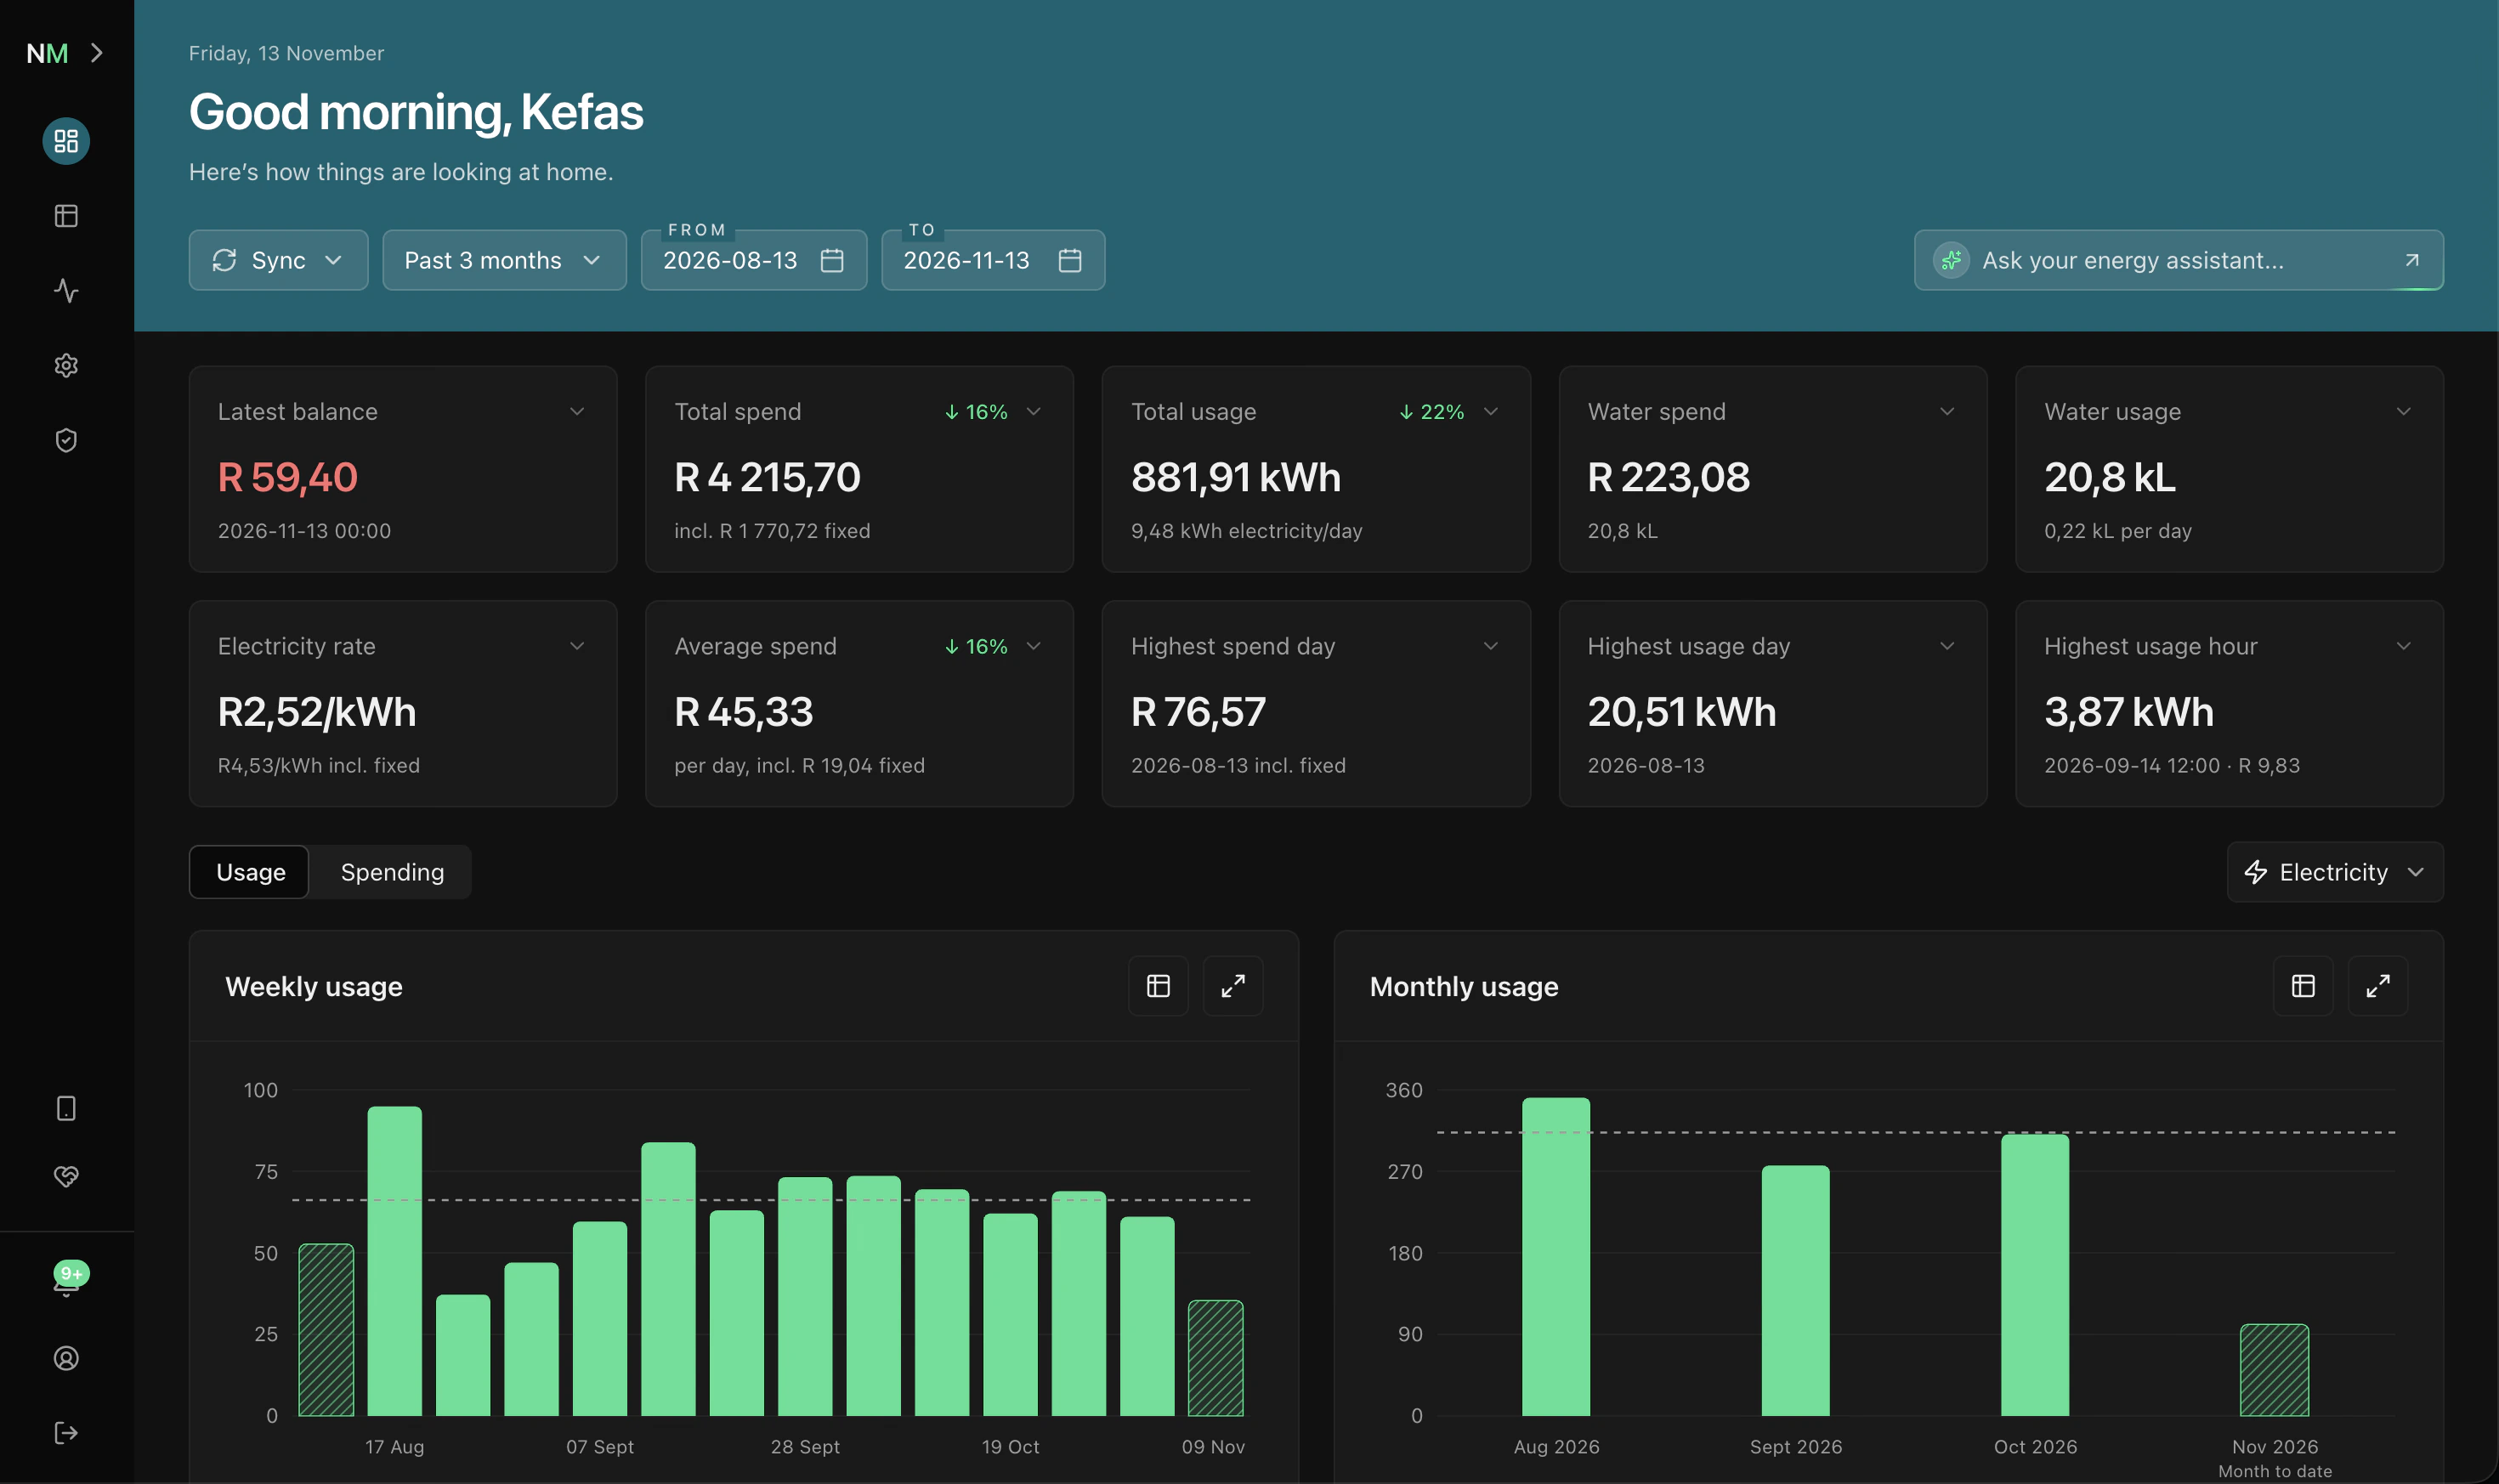 NM
Friday, 13 November
Good morning, Kefas
Here’s how things are looking at home.
Sync
Past 3 months
FROM
2026-08-13
TO
2026-11-13
Ask your energy assistant...
Latest balance
R 59,40
2026-11-13 00:00
Total spend
↓ 16%
R 4 215,70
incl. R 1 770,72 fixed
Total usage
↓ 22%
881,91 kWh
9,48 kWh electricity/day
Water spend
R 223,08
20,8 kL
Water usage
20,8 kL
0,22 kL per day
Electricity rate
R2,52/kWh
R4,53/kWh incl. fixed
Average spend
↓ 16%
R 45,33
per day, incl. R 19,04 fixed
Highest spend day
R 76,57
2026-08-13 incl. fixed
Highest usage day
20,51 kWh
2026-08-13
Highest usage hour
3,87 kWh
2026-09-14 12:00 · R 9,83
Usage
Spending
Electricity
Weekly usage
100
75
50
25
0
17 Aug
07 Sept
28 Sept
19 Oct
09 Nov
Monthly usage
360
270
180
90
0
Aug 2026
Sept 2026
Oct 2026
Nov 2026
Month to date
9+